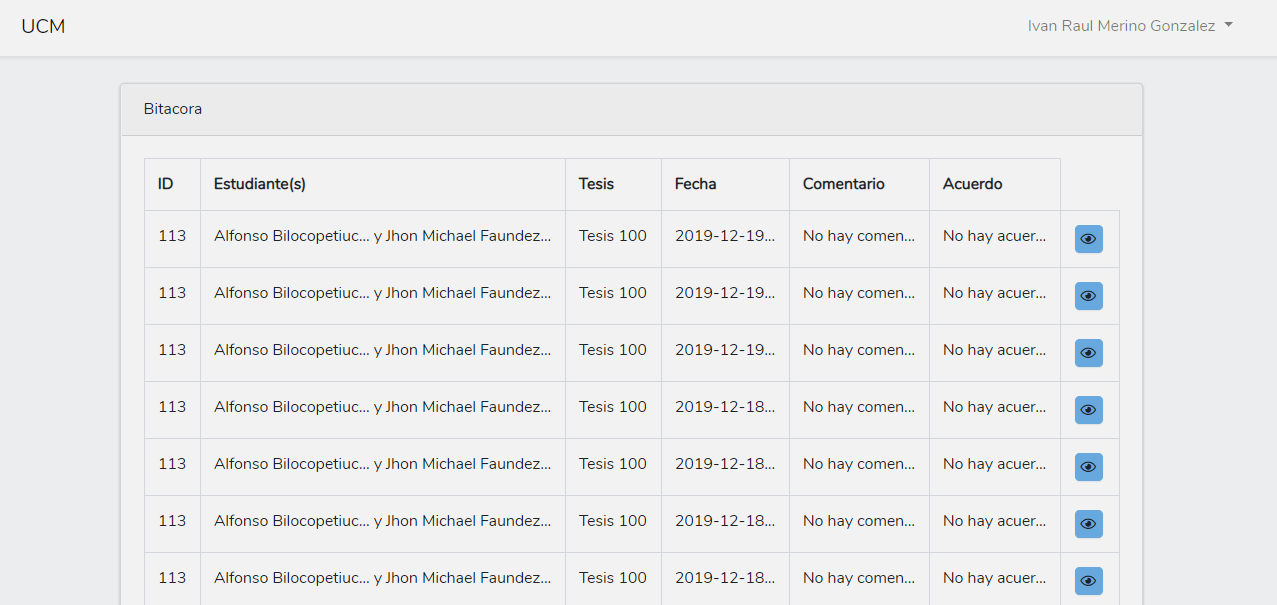 UCM
Ivan Raul Merino Gonzalez
Bitacora
ID Estudiante(s) Tesis Fecha Comentario Acuerdo
113 Alfonso Bilocopetiuc... y Jhon Michael Faundez... Tesis 100 2019-12-19... No hay comen... No hay acuer...
113 Alfonso Bilocopetiuc... y Jhon Michael Faundez... Tesis 100 2019-12-19... No hay comen... No hay acuer...
113 Alfonso Bilocopetiuc... y Jhon Michael Faundez... Tesis 100 2019-12-19... No hay comen... No hay acuer...
113 Alfonso Bilocopetiuc... y Jhon Michael Faundez... Tesis 100 2019-12-18... No hay comen... No hay acuer...
113 Alfonso Bilocopetiuc... y Jhon Michael Faundez... Tesis 100 2019-12-18... No hay comen... No hay acuer...
113 Alfonso Bilocopetiuc... y Jhon Michael Faundez... Tesis 100 2019-12-18... No hay comen... No hay acuer...
113 Alfonso Bilocopetiuc... y Jhon Michael Faundez... Tesis 100 2019-12-18... No hay comen... No hay acuer...